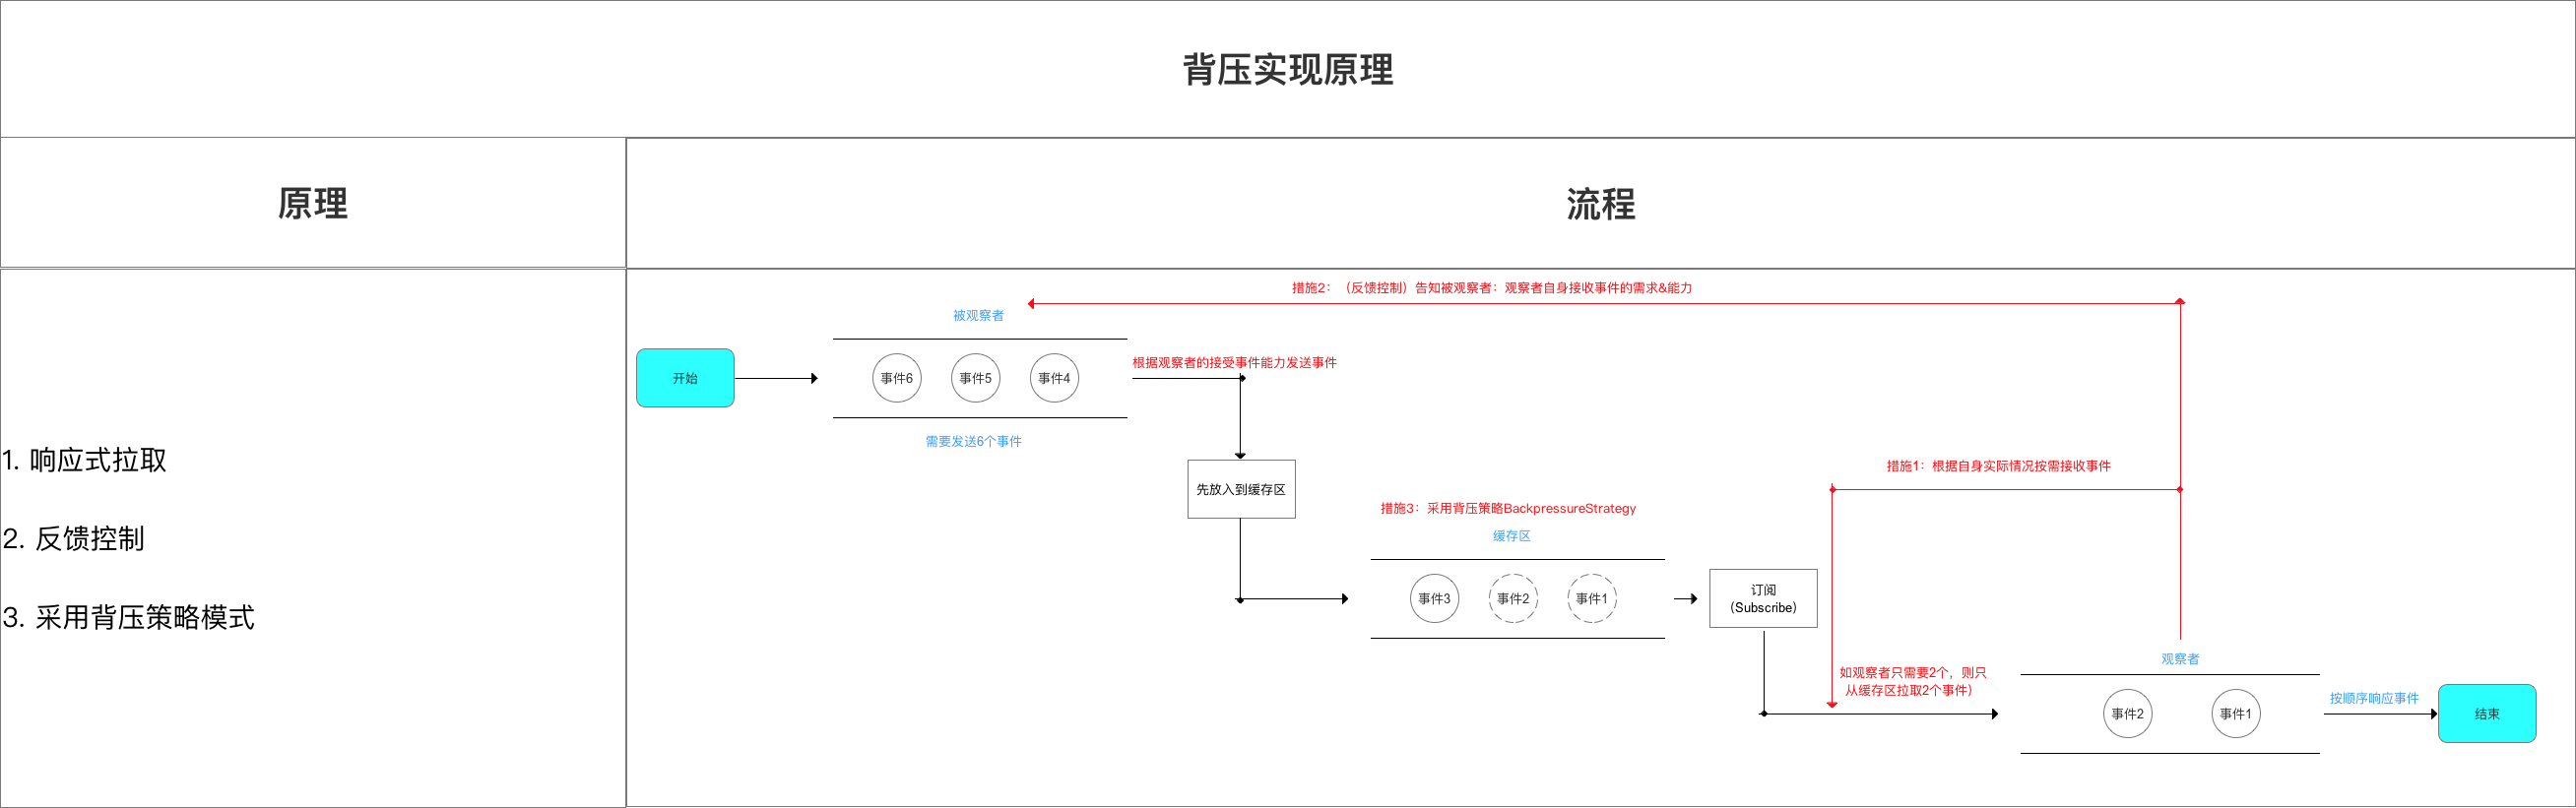 背压实现原理
原理
流程
1. 响应式拉取
2. 反馈控制
3. 采用背压策略模式
措施2：（反馈控制）告知被观察者：观察者自身接收事件的需求&能力
被观察者
开始
事件6
事件5
事件4
根据观察者的接受事件能力发送事件
需要发送6个事件
先放入到缓存区
措施1：根据自身实际情况按需接收事件
措施3：采用背压策略BackpressureStrategy
缓存区
事件3
事件2
事件1
订阅
（Subscribe）
如观察者只需要2个，则只
从缓存区拉取2个事件）
观察者
事件2
事件1
按顺序响应事件
结束